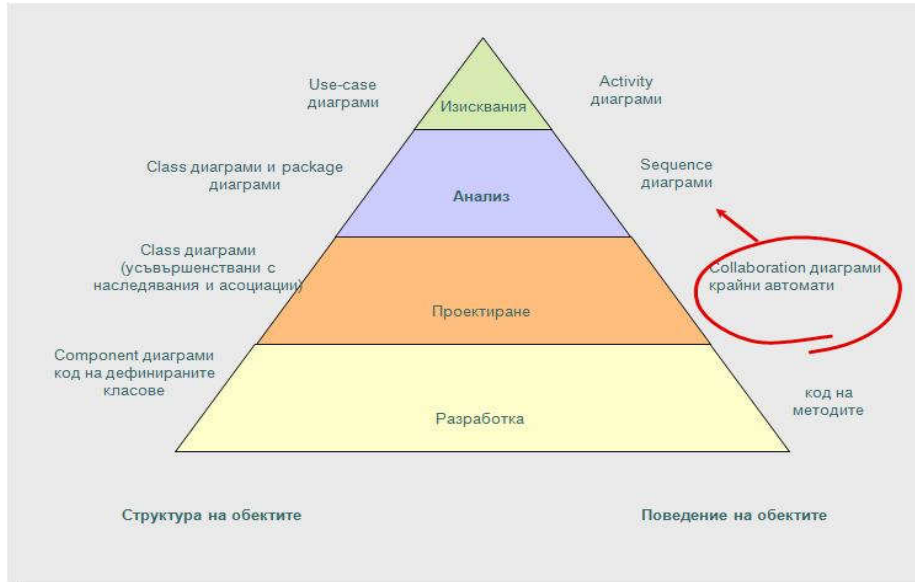 Use-case
диаграми
Activity
диаграми
Изисквания
Class диаграми и package
диаграми
Sequence
диаграми
Анализ
Class диаграми
(усъвършенствани с
наследявания и асоциации)
Collaboration диаграми
крайни автомати
Проектиране
Component диаграми
код на дефинираните
класове
код на
методите
Разработка
Структура на обектите
Поведение на обектите